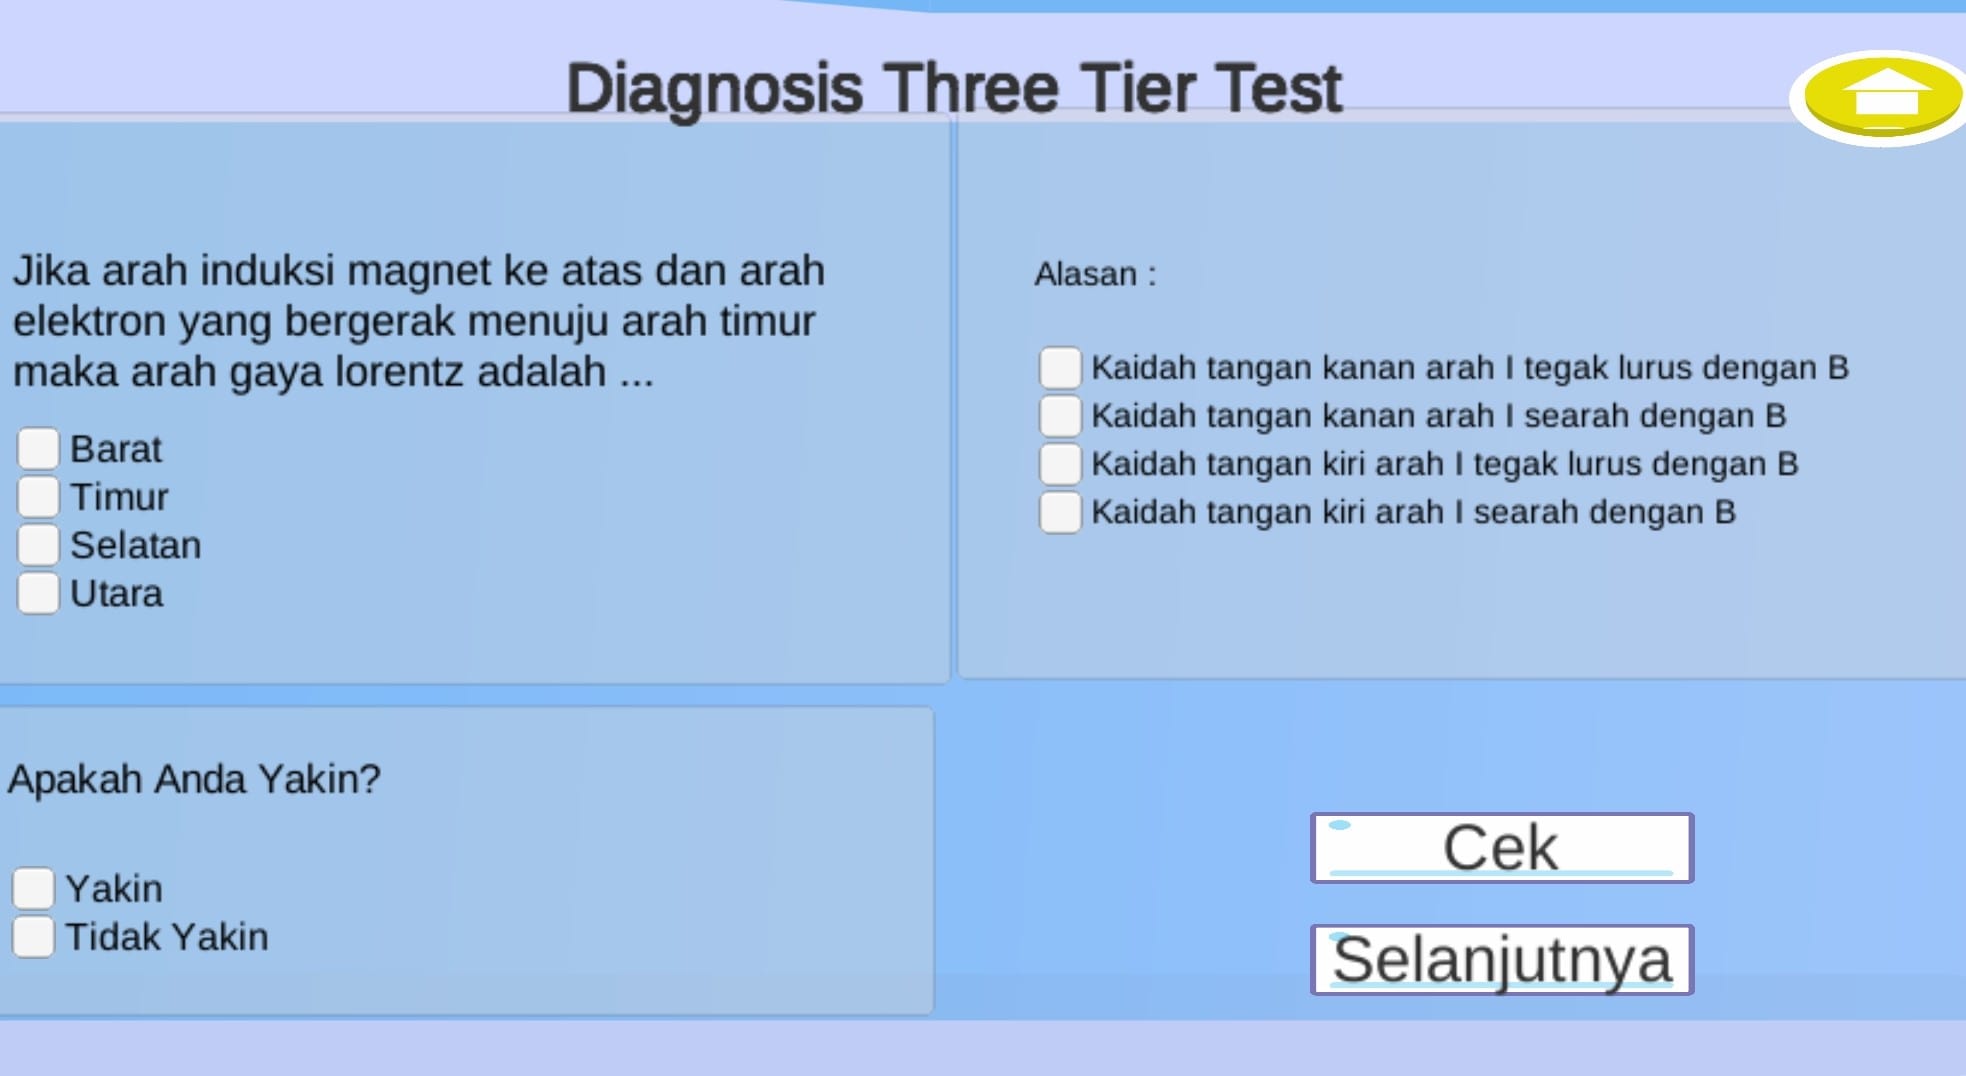 Diagnosis Three Tier Test
Jika arah induksi magnet ke atas dan arah
elektron yang bergerak menuju arah timur
maka arah gaya lorentz adalah ...
Barat
Timur
Selatan
Utara
Alasan :
Kaidah tangan kanan arah I tegak lurus dengan B
Kaidah tangan kanan arah I searah dengan B
Kaidah tangan kiri arah I tegak lurus dengan B
Kaidah tangan kiri arah I searah dengan B
Apakah Anda Yakin?
Yakin
Tidak Yakin
Cek
Selanjutnya